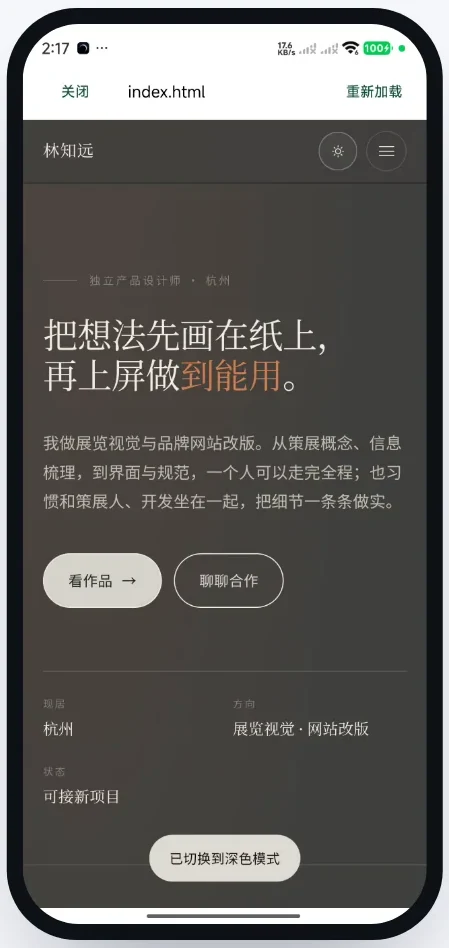 2:17 ···
17.6 KB/s
6
100
关闭 index.html 重新加载
林知远
独立产品设计师 · 杭州
把想法先画在纸上，
再上屏做到能用。
我做展览视觉与品牌网站改版。从策展概念、信息
梳理，到界面与规范，一个人可以走完全程；也习
惯和策展人、开发坐在一起，把细节一条条做实。
看作品 →
聊聊合作
现居 方向
杭州 展览视觉 · 网站改版
状态
可接新项目
已切换到深色模式